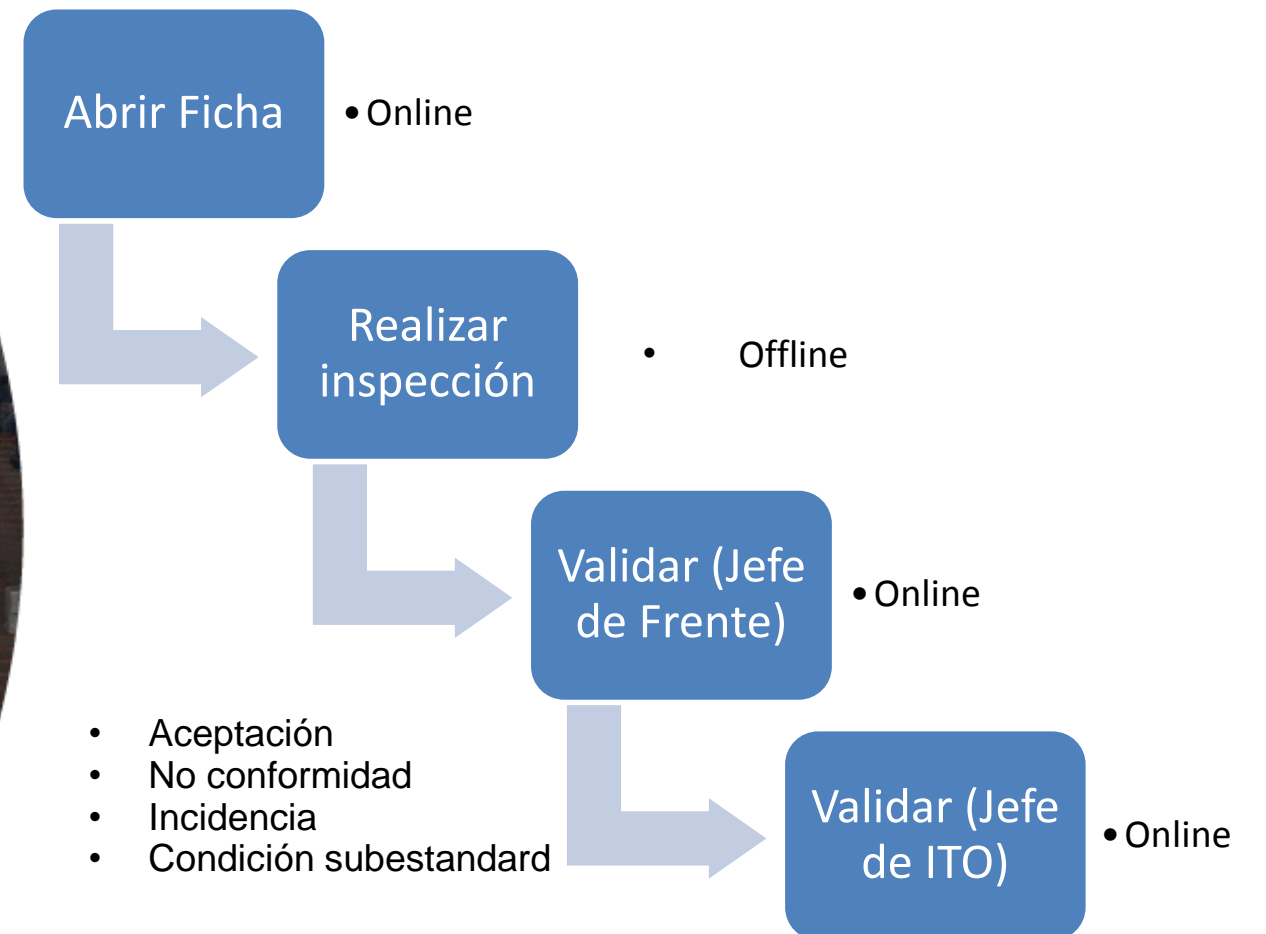 Abrir Ficha
• Online
Realizar
inspección
• Offline
Validar (Jefe
de Frente)
• Online
• Aceptación
• No conformidad
• Incidencia
• Condición subestandard
Validar (Jefe
de ITO)
• Online